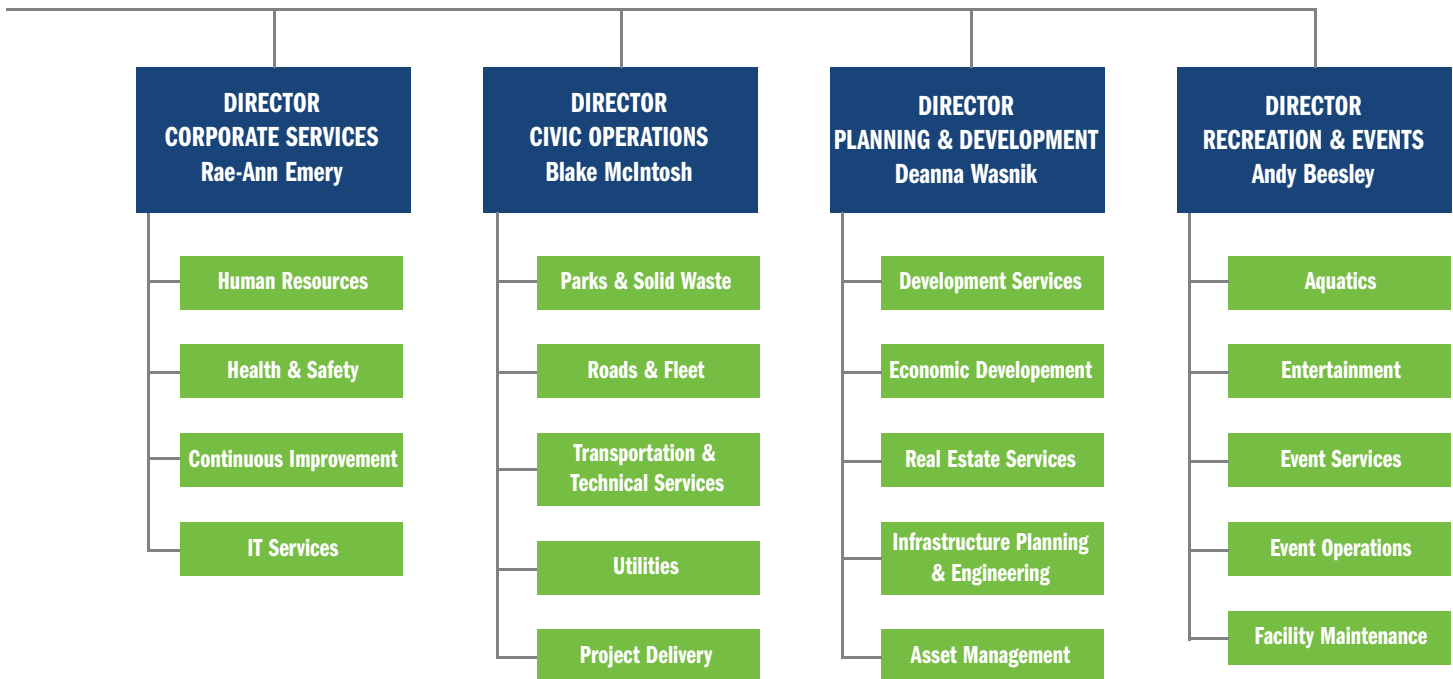 DIRECTOR
CORPORATE SERVICES
Rae-Ann Emery
Human Resources
Health & Safety
Continuous Improvement
IT Services
DIRECTOR
CIVIC OPERATIONS
Blake McIntosh
Parks & Solid Waste
Roads & Fleet
Transportation &
Technical Services
Utilities
Project Delivery
DIRECTOR
PLANNING & DEVELOPMENT
Deanna Wasnik
Development Services
Economic Developement
Real Estate Services
Infrastructure Planning
& Engineering
Asset Management
DIRECTOR
RECREATION & EVENTS
Andy Beesley
Aquatics
Entertainment
Event Services
Event Operations
Facility Maintenance